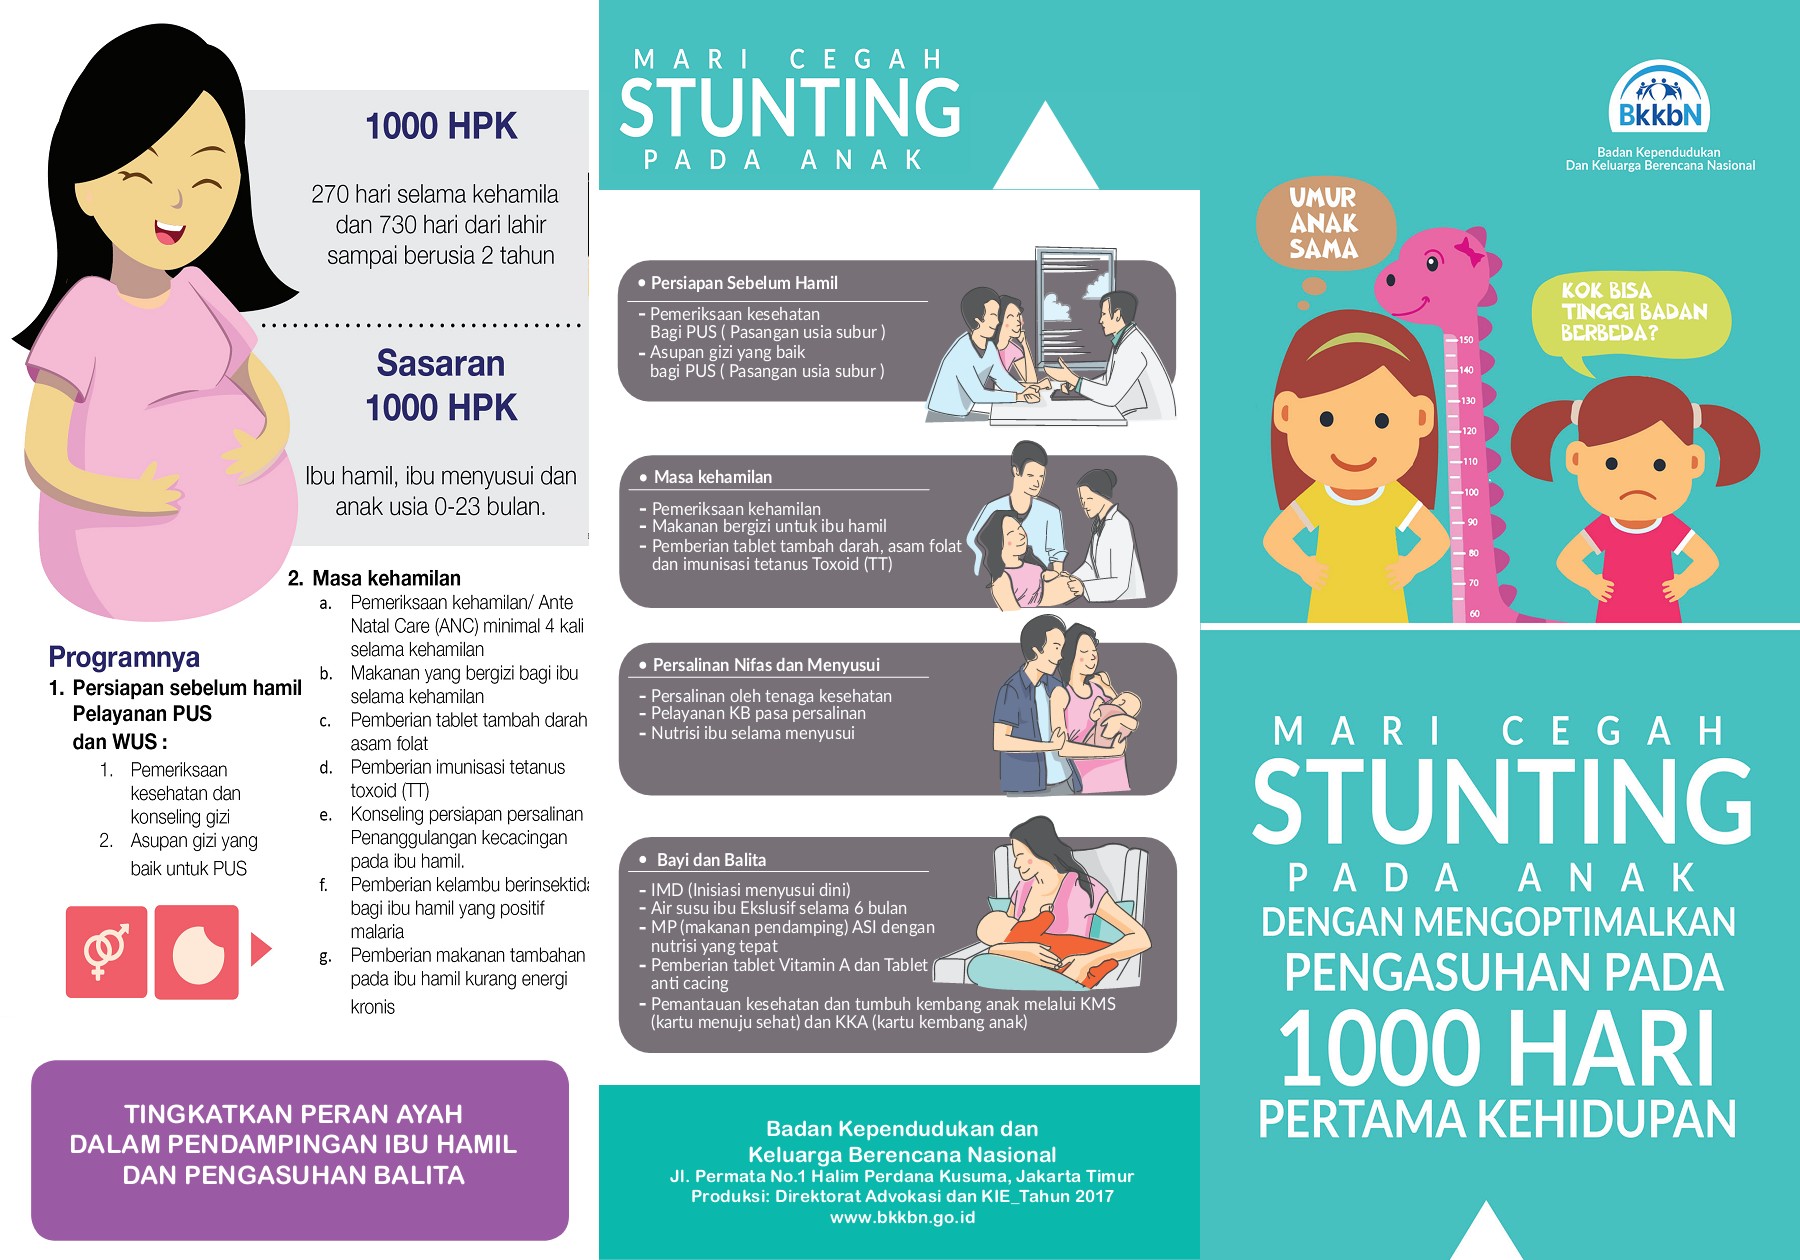 1000 HPK
270 hari selama kehamila
dan 730 hari dari lahir
sampai berusia 2 tahun
Sasaran
1000 HPK
Ibu hamil, ibu menyusui dan
anak usia 0-23 bulan.
Programnya
1. Persiapan sebelum hamil
Pelayanan PUS
dan WUS :
1. Pemeriksaan
kesehatan dan
konseling gizi
2. Asupan gizi yang
baik untuk PUS
2. Masa kehamilan
a. Pemeriksaan kehamilan/ Ante
Natal Care (ANC) minimal 4 kali
selama kehamilan
b. Makanan yang bergizi bagi ibu
selama kehamilan
c. Pemberian tablet tambah darah
asam folat
d. Pemberian imunisasi tetanus
toxoid (TT)
e. Konseling persiapan persalinan
Penanggulangan kecacingan
pada ibu hamil.
f. Pemberian kelambu berinsektida
bagi ibu hamil yang positif
malaria
g. Pemberian makanan tambahan
pada ibu hamil kurang energi
kronis
TINGKATKAN PERAN AYAH
DALAM PENDAMPINGAN IBU HAMIL
DAN PENGASUHAN BALITA
MARI CEGAH
STUNTING
PADA ANAK
• Persiapan Sebelum Hamil
- Pemeriksaan kesehatan
Bagi PUS ( Pasangan usia subur )
- Asupan gizi yang baik
bagi PUS ( Pasangan usia subur )
• Masa kehamilan
- Pemeriksaan kehamilan
- Makanan bergizi untuk ibu hamil
- Pemberian tablet tambah darah, asam folat
dan imunisasi tetanus Toxoid (TT)
• Persalinan Nifas dan Menyusui
- Persalinan oleh tenaga kesehatan
- Pelayanan KB pasa persalinan
- Nutrisi ibu selama menyusui
• Bayi dan Balita
- IMD (Inisiasi menyusui dini)
- Air susu ibu Ekslusif selama 6 bulan
- MP (makanan pendamping) ASI dengan
nutrisi yang tepat
- Pemberian tablet Vitamin A dan Tablet
anti cacing
- Pemantauan kesehatan dan tumbuh kembang anak melalui KMS
(kartu menuju sehat) dan KKA (kartu kembang anak)
Badan Kependudukan dan
Keluarga Berencana Nasional
Jl. Permata No.1 Halim Perdana Kusuma, Jakarta Timur
Produksi: Direktorat Advokasi dan KIE_Tahun 2017
www.bkkbn.go.id
BkkbN
Badan Kependudukan
Dan Keluarga Berencana Nasional
UMUR
ANAK
SAMA
KOK BISA
TINGGI BADAN
BERBEDA?
150
140
130
120
110
100
90
80
70
60
MARI CEGAH
STUNTING
PADA ANAK
DENGAN MENGOPTIMALKAN
PENGASUHAN PADA
1000 HARI
PERTAMA KEHIDUPAN